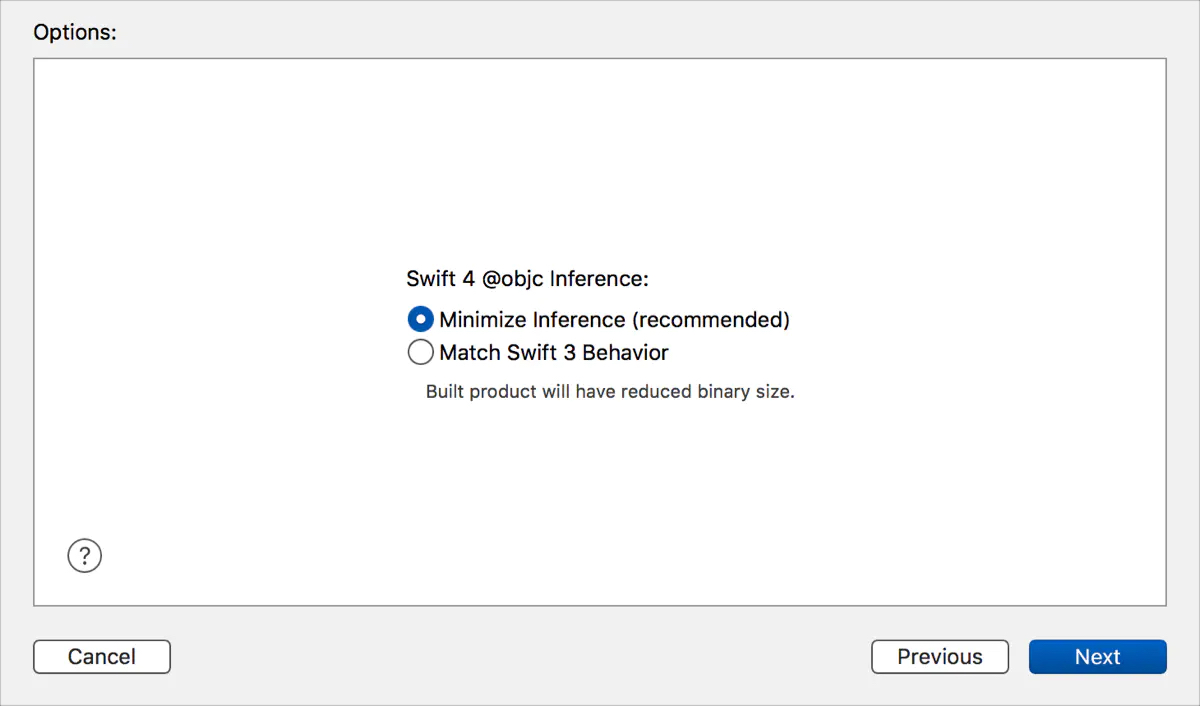 Options:
Swift 4 @objc Inference:
Minimize Inference (recommended)
Match Swift 3 Behavior
Built product will have reduced binary size.
?
Cancel
Previous
Next